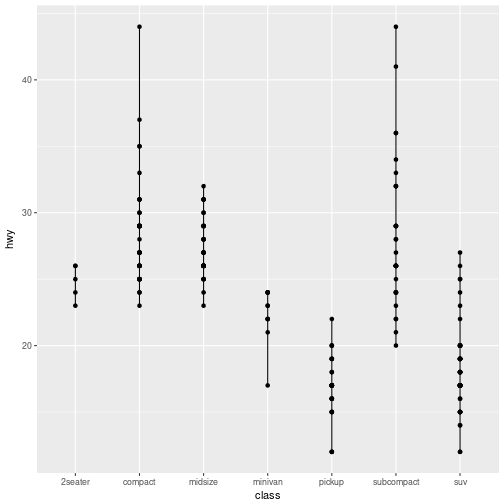 40
30
20
hwy
2seater compact midsize minivan pickup subcompact suv
class